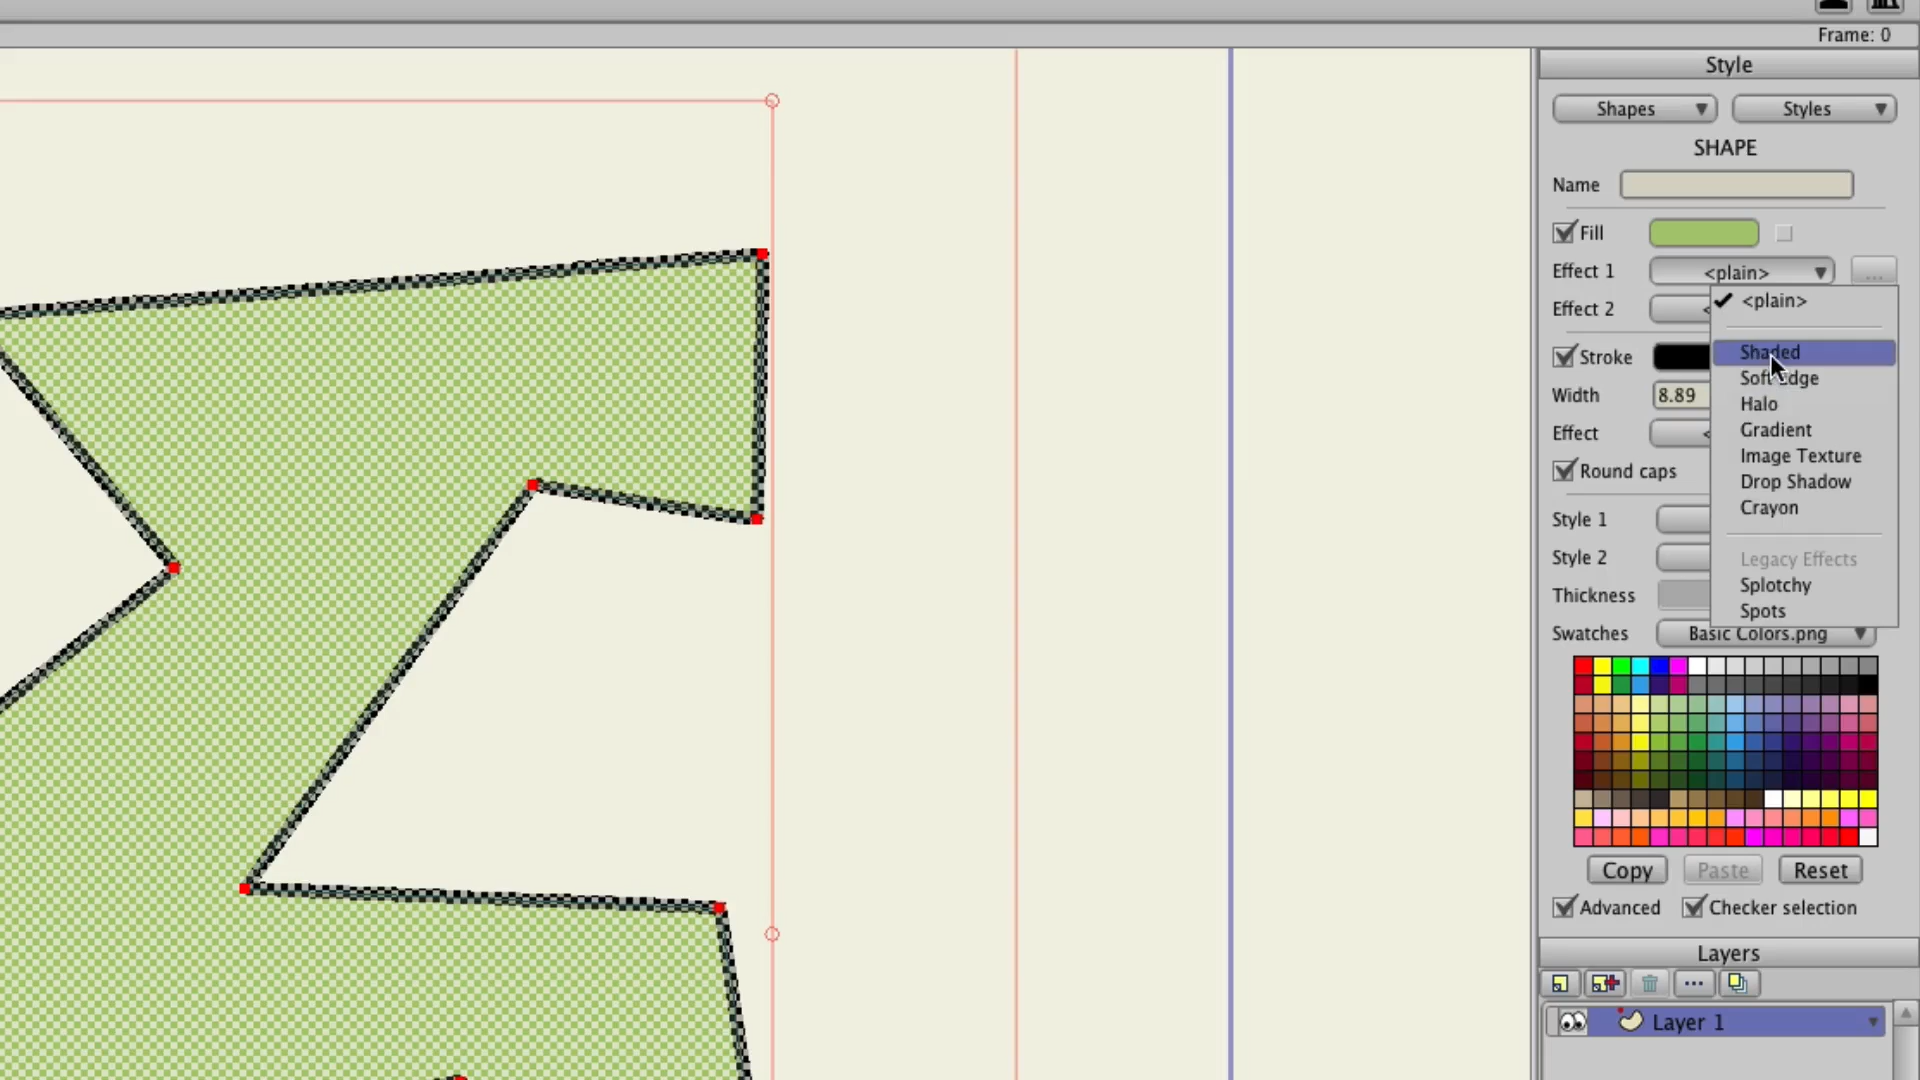 Frame: 0
Style
Shapes Styles
SHAPE
Name
Fill
Effect 1 <plain> ...
<plain>
Effect 2 <
Shaded
Stroke
Soft Edge
Width 8.89
Halo
Effect <
Gradient
Image Texture
Round caps
Drop Shadow
Crayon
Style 1
Style 2
Legacy Effects
Splotchy
Thickness
Spots
Swatches Basic Colors.png
Copy Paste Reset
Advanced Checker selection
Layers
...
Layer 1